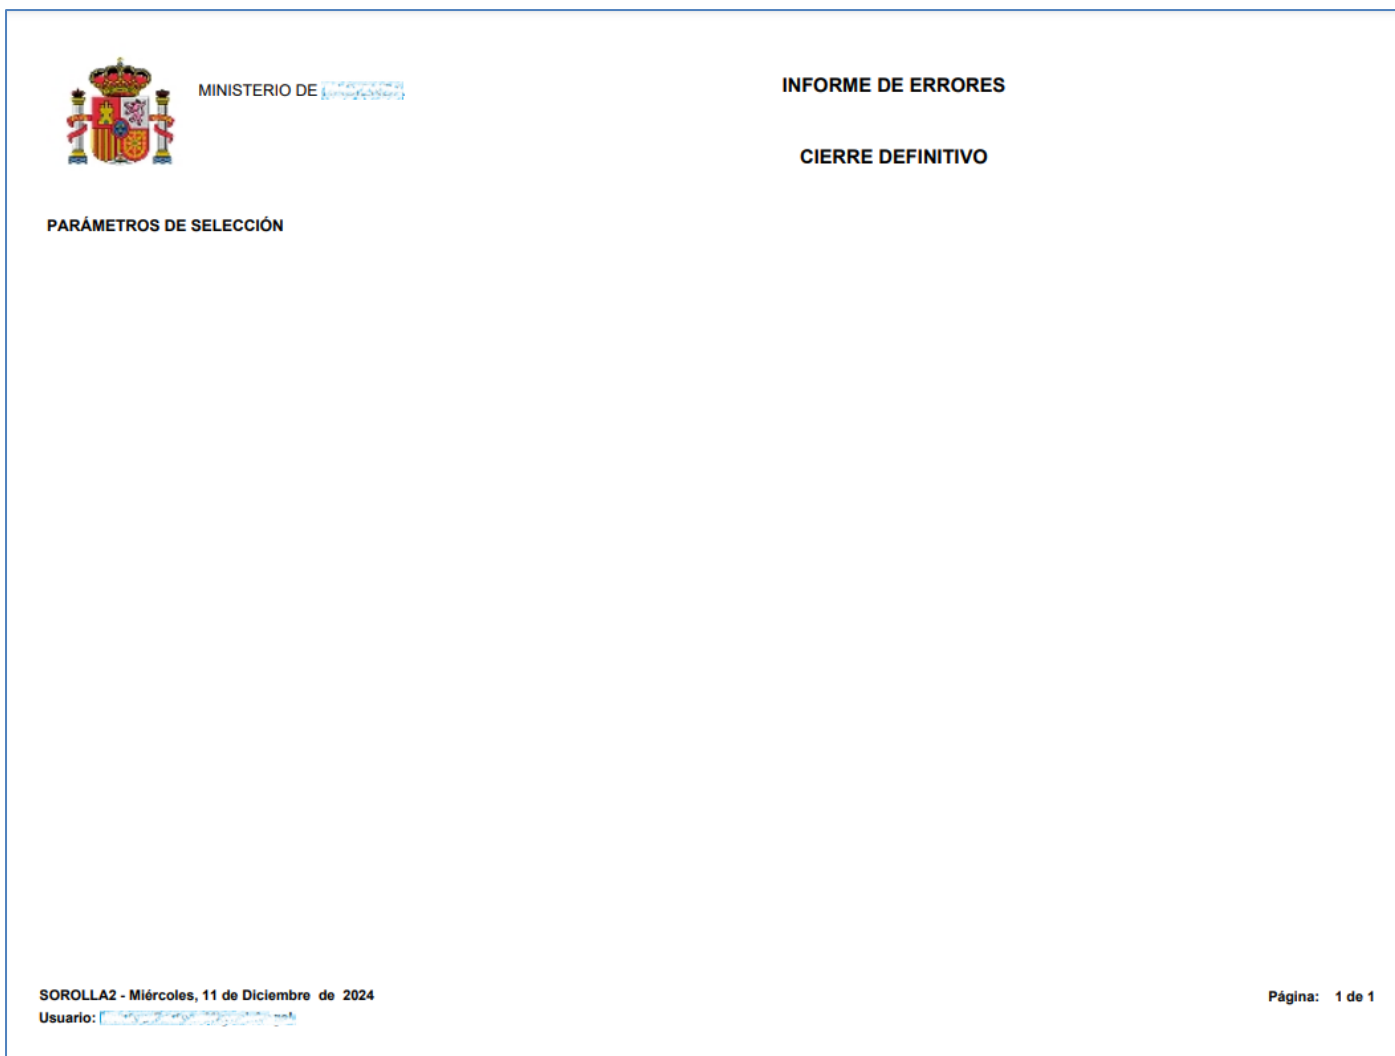 MINISTERIO DE
INFORME DE ERRORES
CIERRE DEFINITIVO
PARÁMETROS DE SELECCIÓN
SOROLLA2 - Miércoles, 11 de Diciembre de 2024
Usuario:
Página: 1 de 1